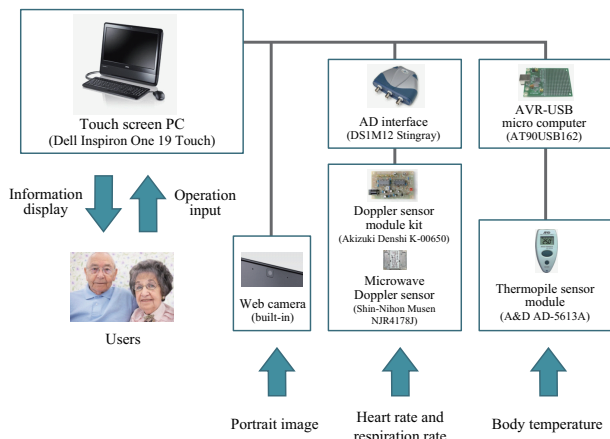 Touch screen PC
(Dell Inspiron One 19 Touch)
Information
display
Operation
input
Users
AD interface
(DS1M12 Stingray)
AVR-USB
micro computer
(AT90USB162)
Doppler sensor
module kit
(Akizuki Denshi K-00650)
Microwave
Doppler sensor
(Shin-Nihon Musen
NJR4178J)
Web camera
(built-in)
Thermopile sensor
module
(A&D AD-5613A)
Portrait image
Heart rate and
respiration rate
Body temperature